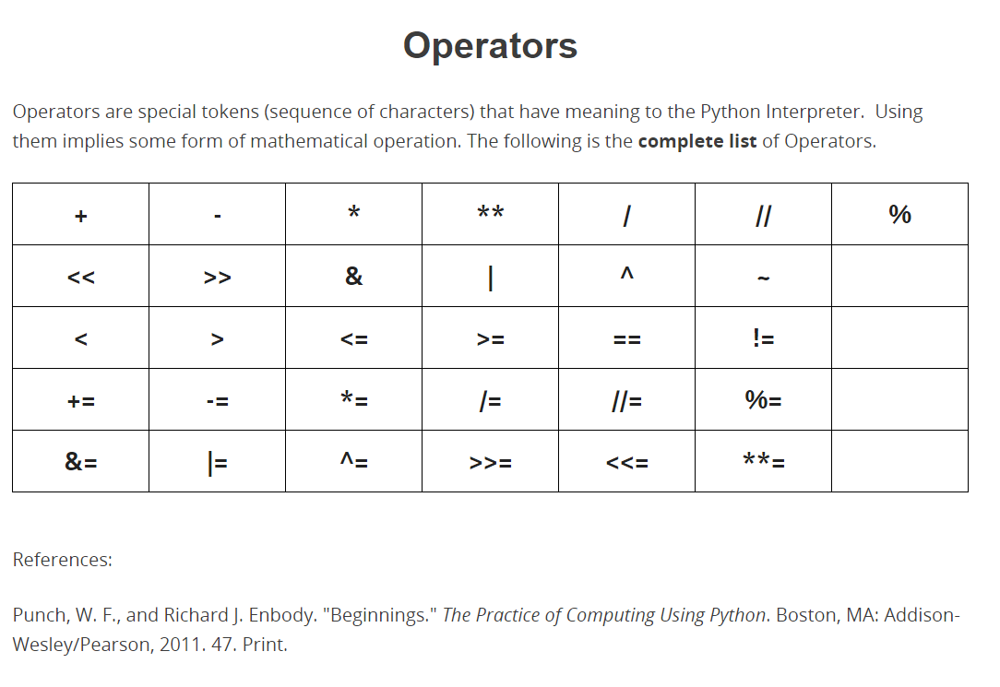 Operators
Operators are special tokens (sequence of characters) that have meaning to the Python Interpreter.  Using
them implies some form of mathematical operation. The following is the complete list of Operators.
+ - * ** / // %
<< >> & | ^ ~
< > <= >= == !=
+= -= *= /= //= %=
&= |= ^= >>= <<= **=
References:
Punch, W. F., and Richard J. Enbody. "Beginnings." The Practice of Computing Using Python. Boston, MA: Addison-
Wesley/Pearson, 2011. 47. Print.